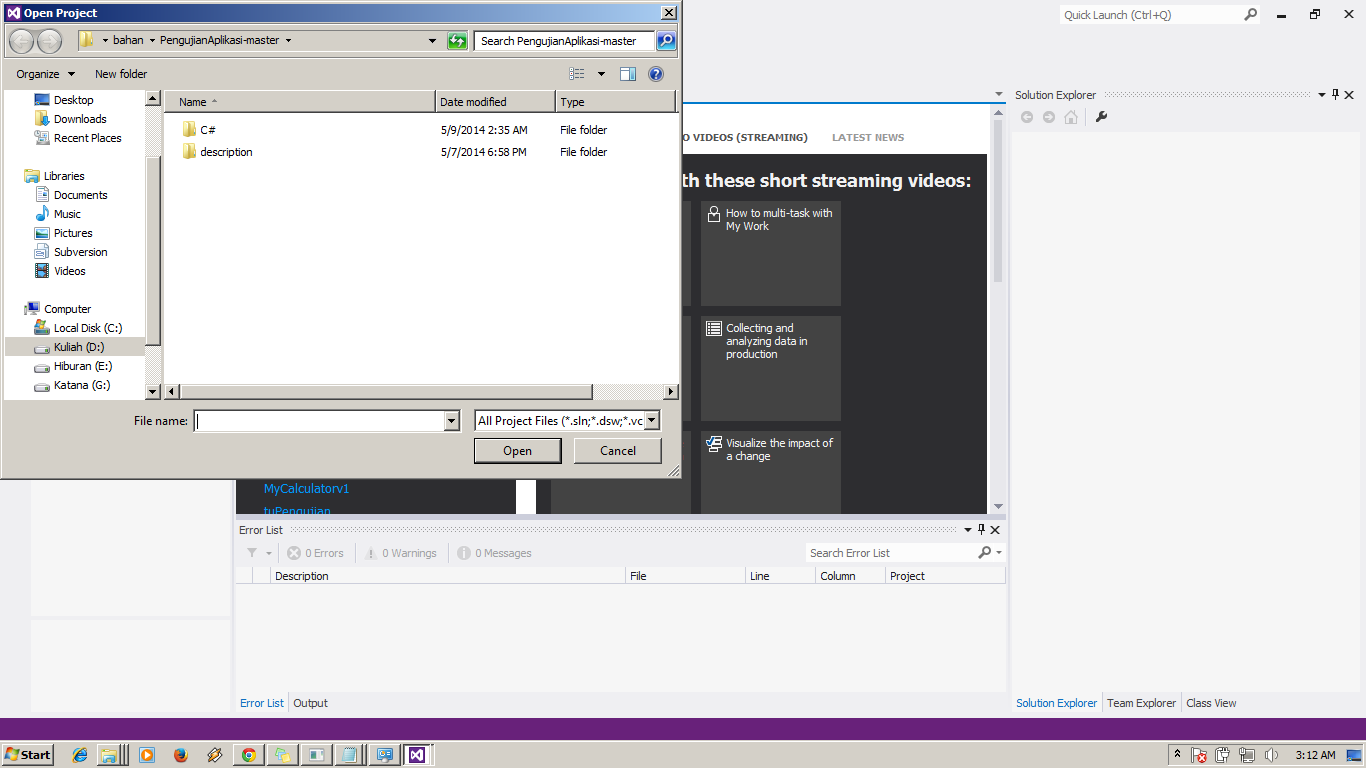 Open Project
Quick Launch (Ctrl+Q)
bahan PengujianAplikasi-master
Search PengujianAplikasi-master
Organize New folder
Desktop
Downloads
Recent Places
Libraries
Documents
Music
Pictures
Subversion
Videos
Computer
Local Disk (C:)
Kuliah (D:)
Hiburan (E:)
Katana (G:)
Name Date modified Type
C# 5/9/2014 2:35 AM File folder
description 5/7/2014 6:58 PM File folder
File name:
All Project Files (*.sln;*.dsw;*.vc
Open Cancel
O VIDEOS (STREAMING) LATEST NEWS
th these short streaming videos:
How to multi-task with
My Work
Collecting and
analyzing data in
production
Visualize the impact of
a change
MyCalculatorv1
tuPengujian
Solution Explorer
Error List
0 Errors 0 Warnings 0 Messages
Search Error List
Description File Line Column Project
Error List Output
Solution Explorer Team Explorer Class View
Start
3:12 AM